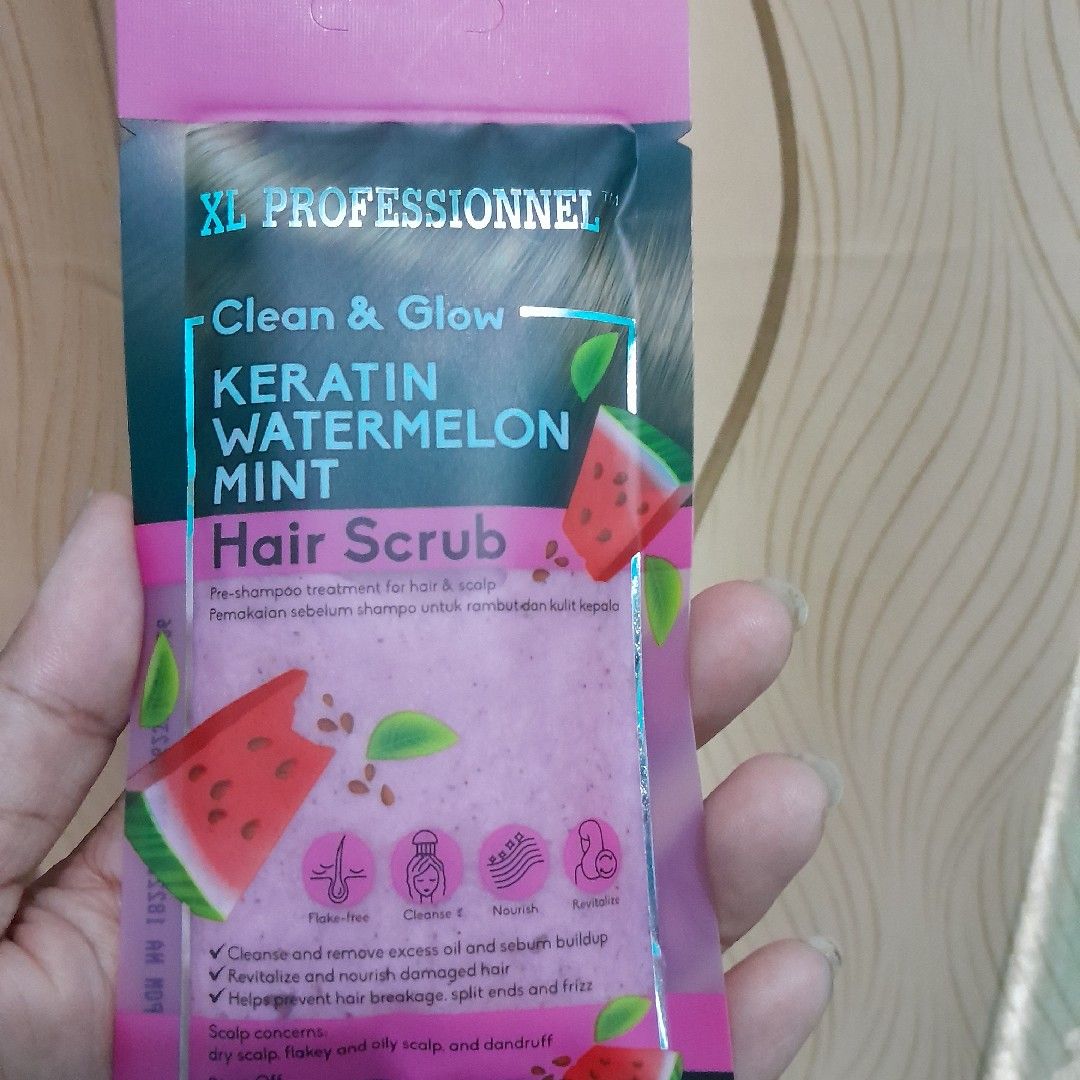 XL PROFESSIONNEL™
Clean & Glow
KERATIN
WATERMELON
MINT
Hair Scrub
Pre-shampoo treatment for hair & scalp
Pemakaian sebelum shampo untuk rambut dan kulit kepala
Flake-free
Cleanse &
Nourish
Revitalize
✓ Cleanse and remove excess oil and sebum buildup
✓ Revitalize and nourish damaged hair
✓ Helps prevent hair breakage, split ends and frizz
Scalp concerns:
dry scalp, flakey and oily scalp, and dandruff